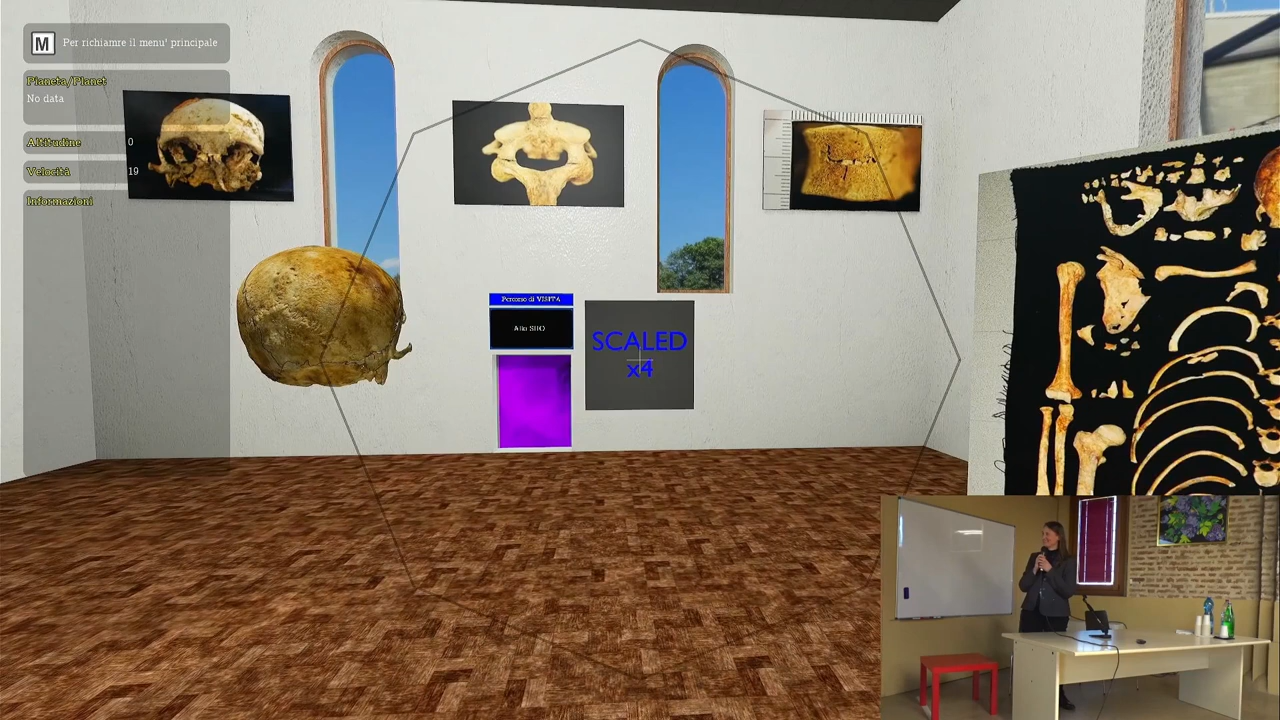 M
Per richiamre il menu' principale
Pianeta/Planet
No data
Altitudine
0
Velocità
19
Informazioni
Percorso di VISITA
SCALED
x4